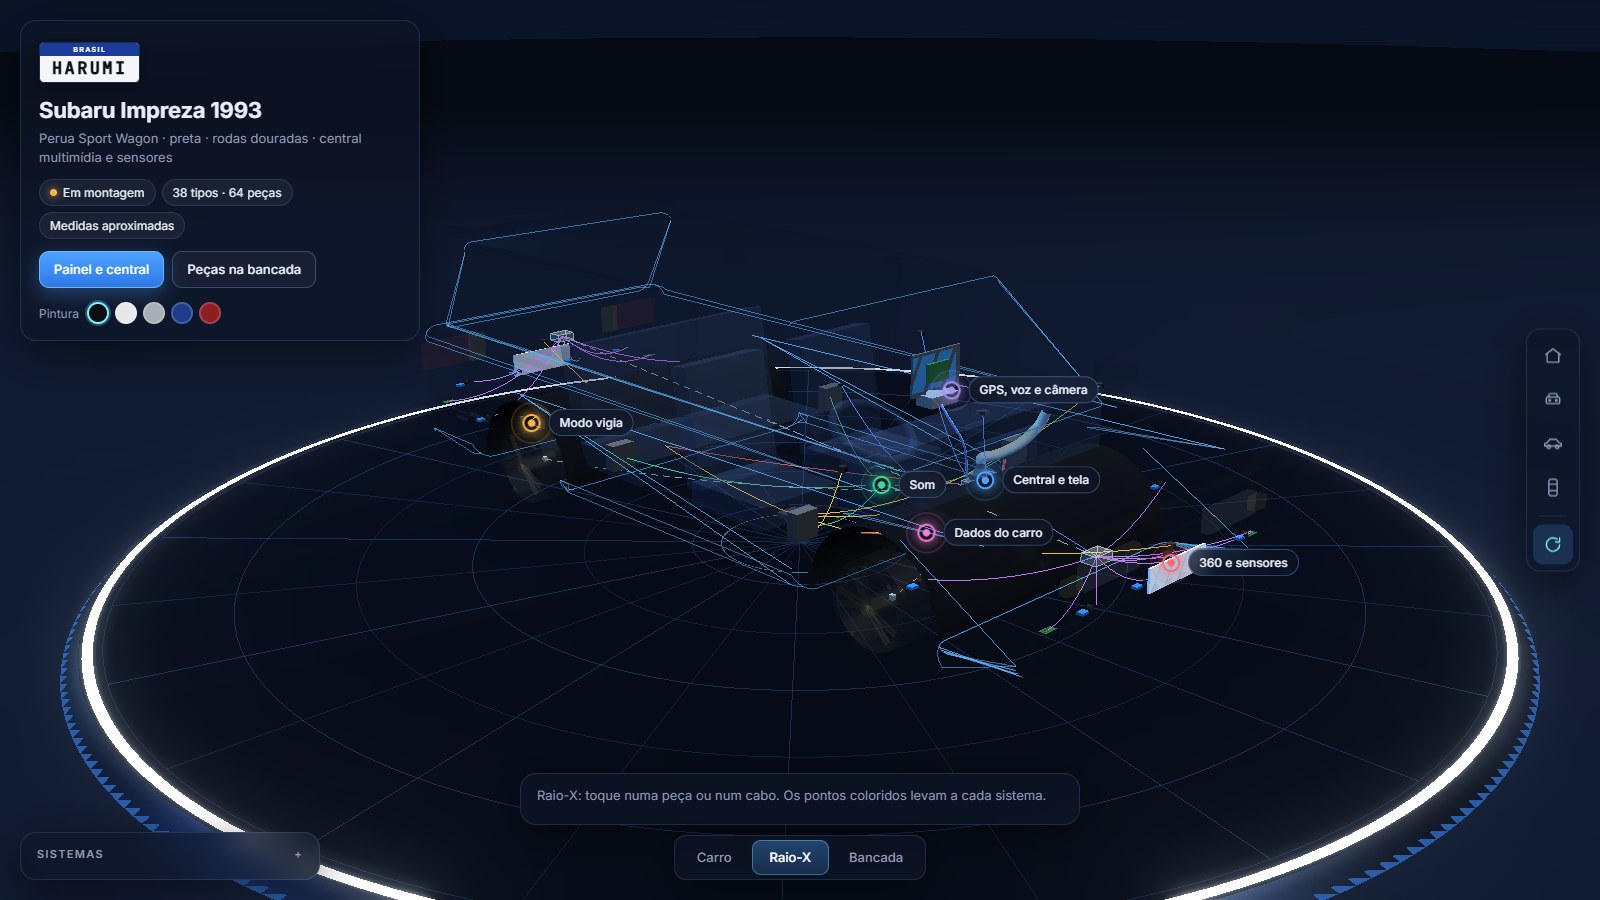 BRASIL
HARUMI
Subaru Impreza 1993
Perua Sport Wagon · preta · rodas douradas · central
multimídia e sensores
Em montagem
38 tipos · 64 peças
Medidas aproximadas
Painel e central
Peças na bancada
Pintura
GPS, voz e câmera
Modo vigia
Som
Central e tela
Dados do carro
360 e sensores
Raio-X: toque numa peça ou num cabo. Os pontos coloridos levam a cada sistema.
SISTEMAS +
Carro
Raio-X
Bancada